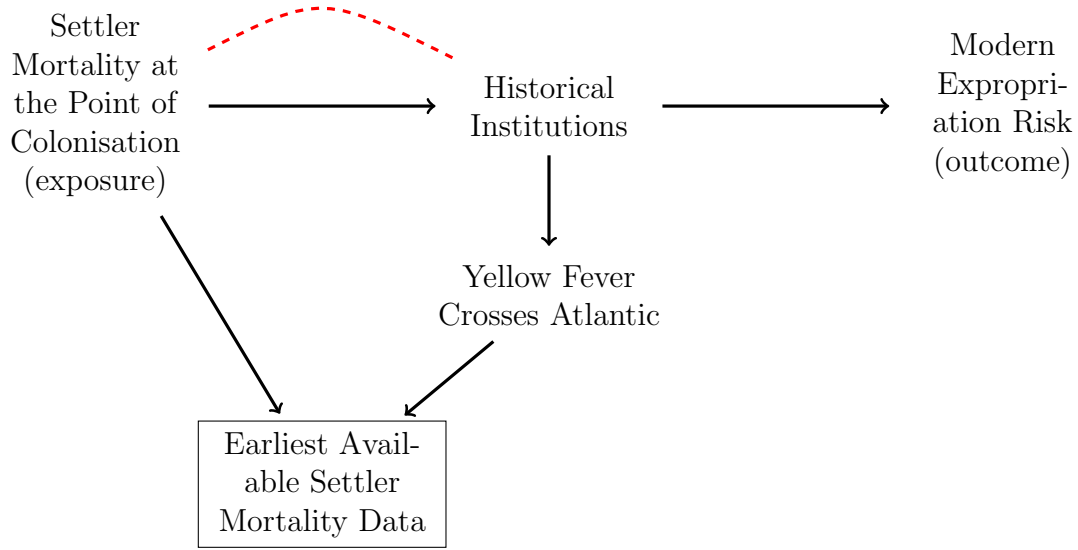 Settler
Mortality at
the Point of
Colonisation
(exposure)
Historical
Institutions
Modern
Expropri-
ation Risk
(outcome)
Yellow Fever
Crosses Atlantic
Earliest Avail-
able Settler
Mortality Data